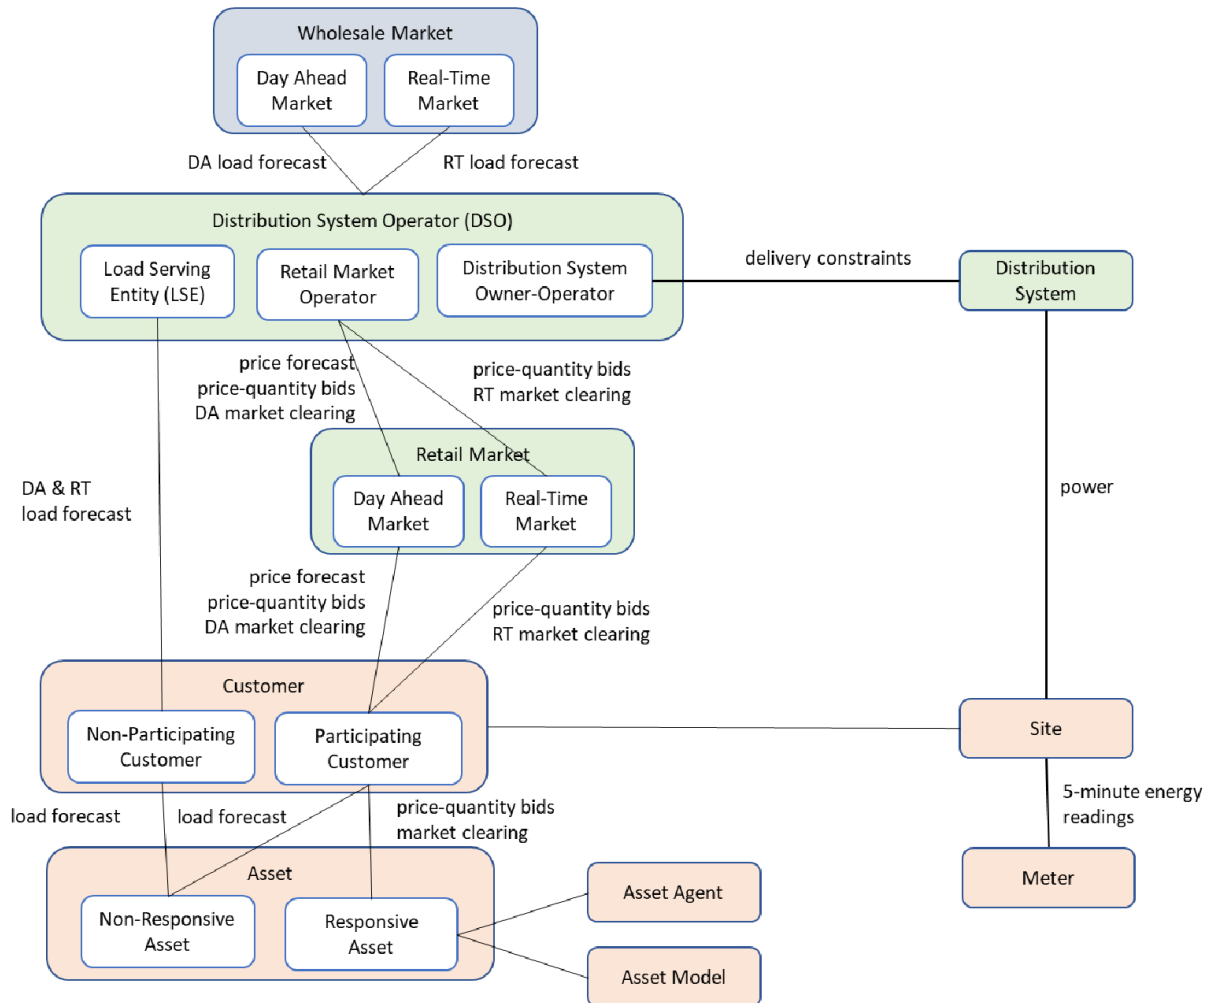 Wholesale Market
Day Ahead
Market
Real-Time
Market
DA load forecast
RT load forecast
Distribution System Operator (DSO)
Load Serving
Entity (LSE)
Retail Market
Operator
Distribution System
Owner-Operator
delivery constraints
Distribution
System
price forecast
price-quantity bids
DA market clearing
price-quantity bids
RT market clearing
Retail Market
Day Ahead
Market
Real-Time
Market
DA & RT
load forecast
power
price forecast
price-quantity bids
DA market clearing
price-quantity bids
RT market clearing
Customer
Non-Participating
Customer
Participating
Customer
Site
load forecast
load forecast
price-quantity bids
market clearing
5-minute energy
readings
Asset
Non-Responsive
Asset
Responsive
Asset
Asset Agent
Asset Model
Meter